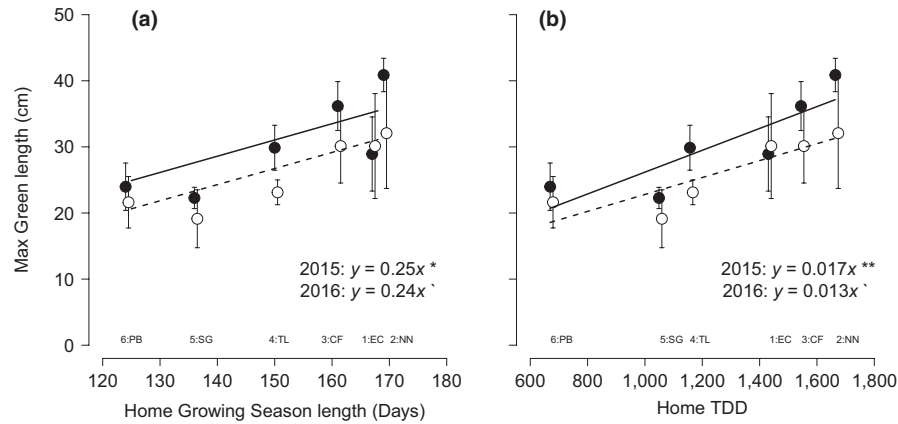 (a)
Max Green length (cm)
50
40
30
20
10
0
2015: y = 0.25x *
2016: y = 0.24x `
6:PB 5:SG 4:TL 3:CF 1:EC 2:NN
120 130 140 150 160 170 180
Home Growing Season length (Days)
(b)
2015: y = 0.017x **
2016: y = 0.013x `
6:PB 5:SG 4:TL 1:EC 3:CF 2:NN
600 800 1,000 1,200 1,400 1,600 1,800
Home TDD